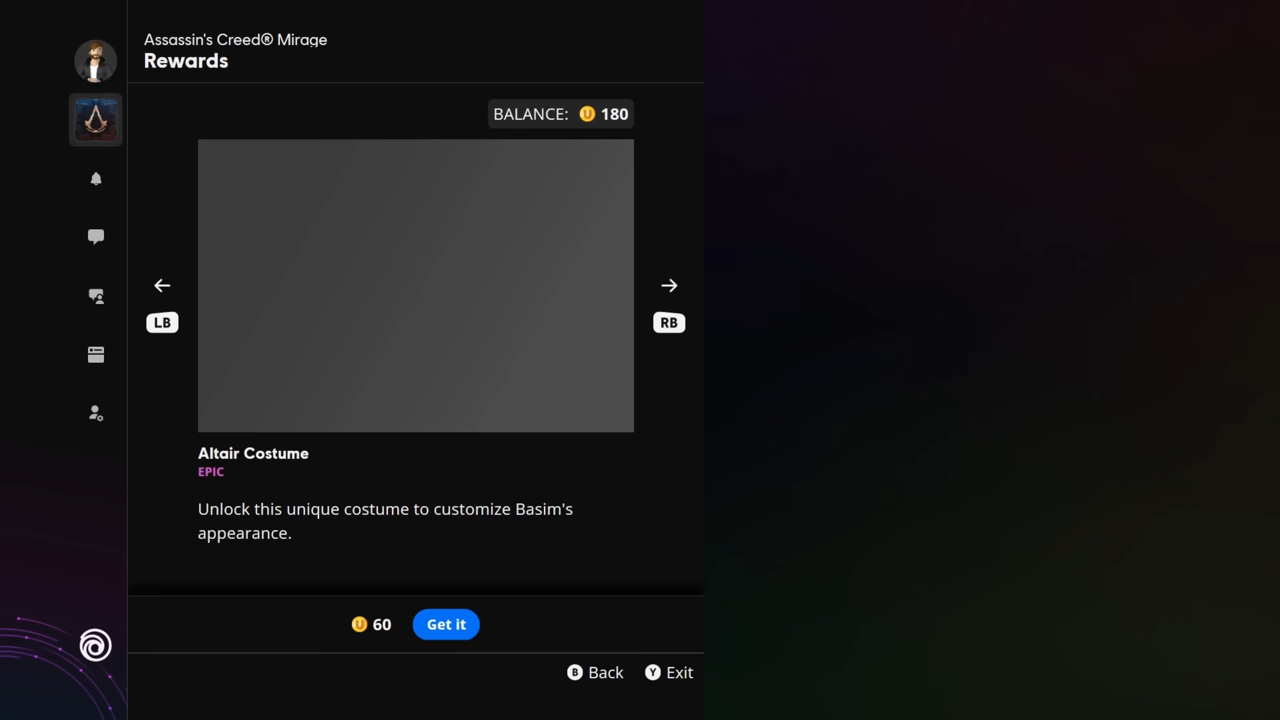 Assassin's Creed® Mirage
Rewards
BALANCE: U 180
LB
RB
Altair Costume
EPIC
Unlock this unique costume to customize Basim's
appearance.
U 60 Get it
B Back Y Exit